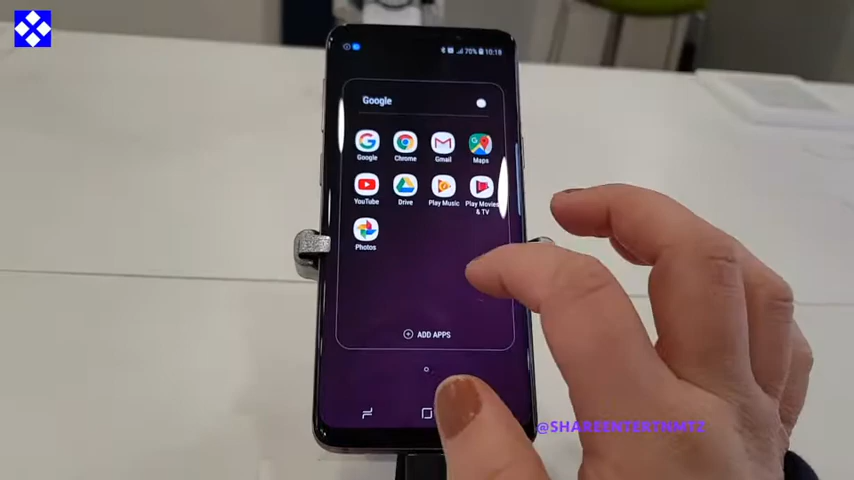 70% 10:18
Google
Google Chrome Gmail Maps
YouTube Drive Play Music Play Movies & TV
Photos
ADD APPS
@SHAREENTERTNMTZ